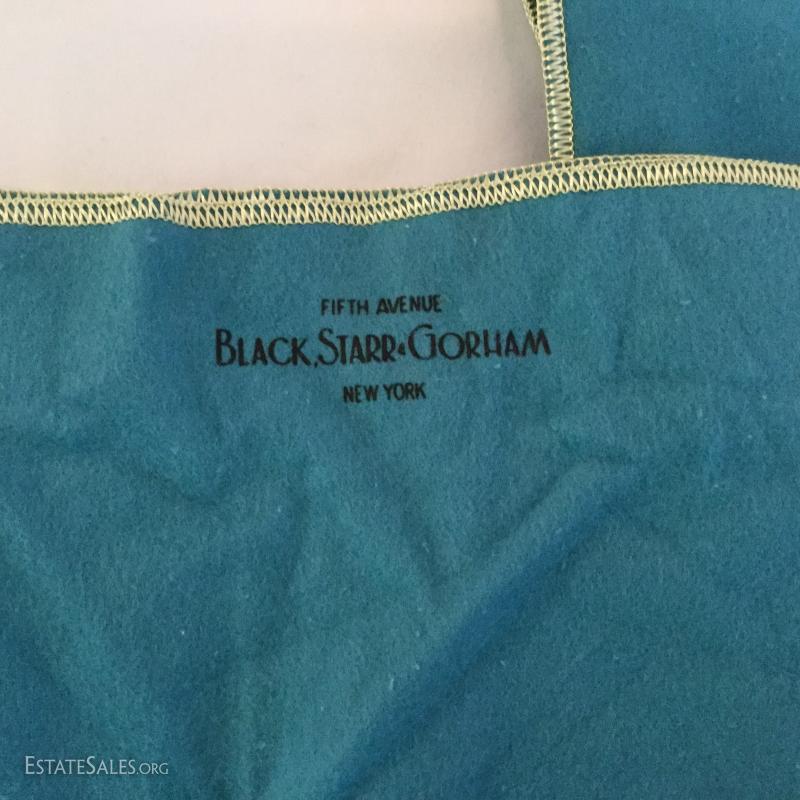 FIFTH AVENUE
BLACK, STARR & GORHAM
NEW YORK
ESTATESALES.ORG